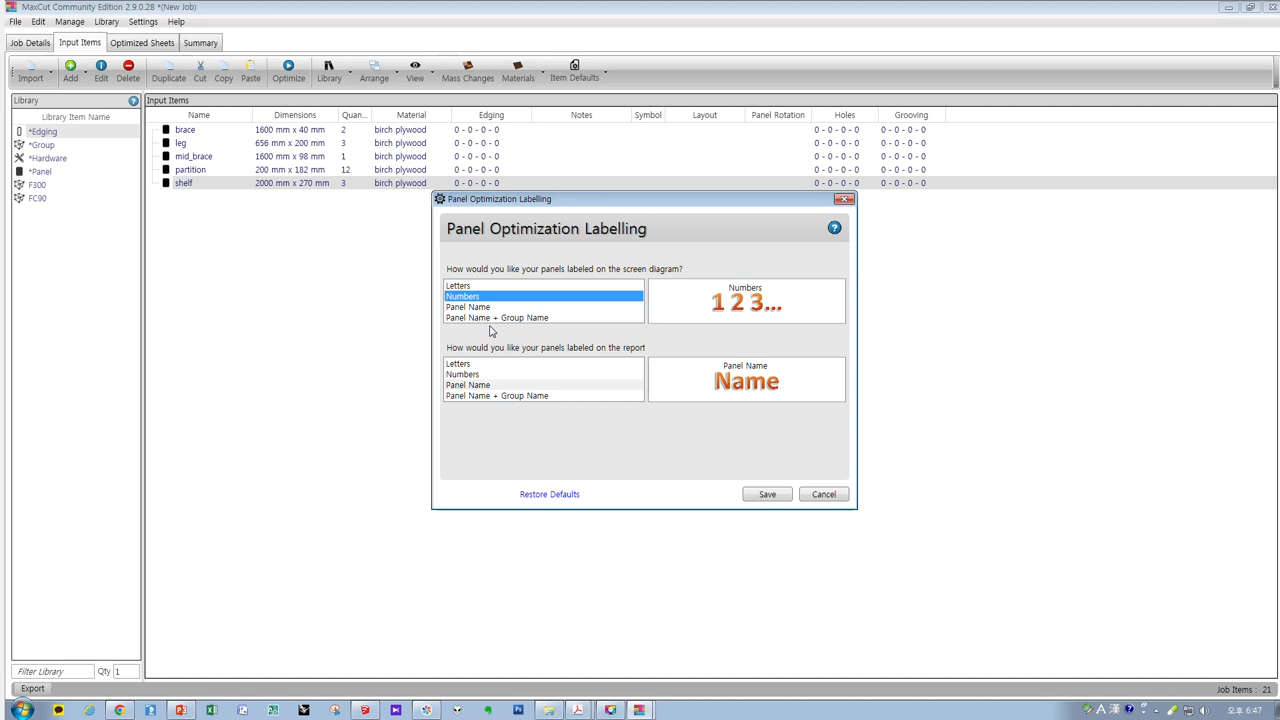 MaxCut Community Edition 2.9.0.28 *(New Job)
File Edit Manage Library Settings Help
Job Details Input Items Optimized Sheets Summary
Import Add Edit Delete Duplicate Cut Copy Paste Optimize Library Arrange View Mass Changes Materials Item Defaults
Library
Library Item Name
*Edging
*Group
*Hardware
*Panel
F300
FC90
Input Items
Name Dimensions Quan... Material Edging Notes Symbol Layout Panel Rotation Holes Grooving
brace 1600 mm x 40 mm 2 birch plywood 0 - 0 - 0 - 0 0 - 0 - 0 - 0 0 - 0 - 0 - 0
leg 656 mm x 200 mm 3 birch plywood 0 - 0 - 0 - 0 0 - 0 - 0 - 0 0 - 0 - 0 - 0
mid_brace 1600 mm x 98 mm 1 birch plywood 0 - 0 - 0 - 0 0 - 0 - 0 - 0 0 - 0 - 0 - 0
partition 200 mm x 182 mm 12 birch plywood 0 - 0 - 0 - 0 0 - 0 - 0 - 0 0 - 0 - 0 - 0
shelf 2000 mm x 270 mm 3 birch plywood 0 - 0 - 0 - 0 0 - 0 - 0 - 0 0 - 0 - 0 - 0
Panel Optimization Labelling
Panel Optimization Labelling
How would you like your panels labeled on the screen diagram?
Letters
Numbers
Panel Name
Panel Name + Group Name
Numbers
1 2 3...
How would you like your panels labeled on the report
Letters
Numbers
Panel Name
Panel Name + Group Name
Panel Name
Name
Restore Defaults Save Cancel
Filter Library Qty 1
Export Job Items: 21
A 漢 오후 6:47